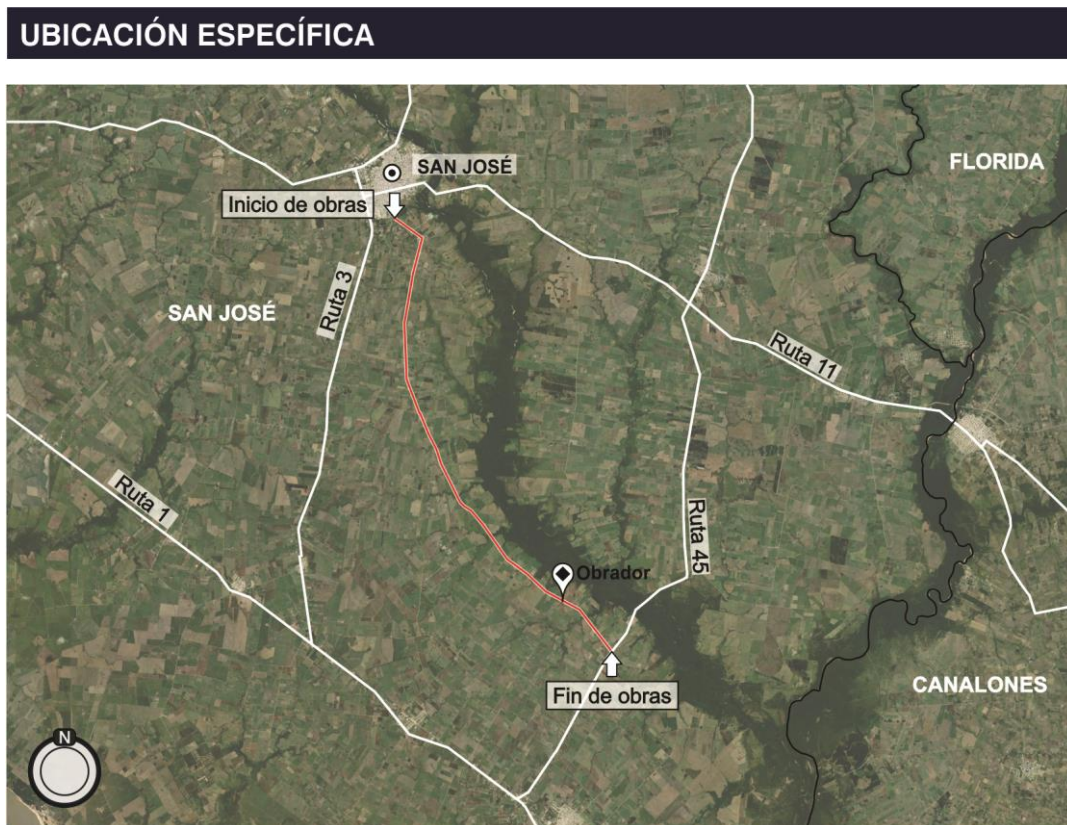 UBICACIÓN ESPECÍFICA
SAN JOSÉ
FLORIDA
Inicio de obras
SAN JOSÉ
Ruta 3
Ruta 11
Ruta 1
Ruta 45
Obrador
Fin de obras
CANALONES
N